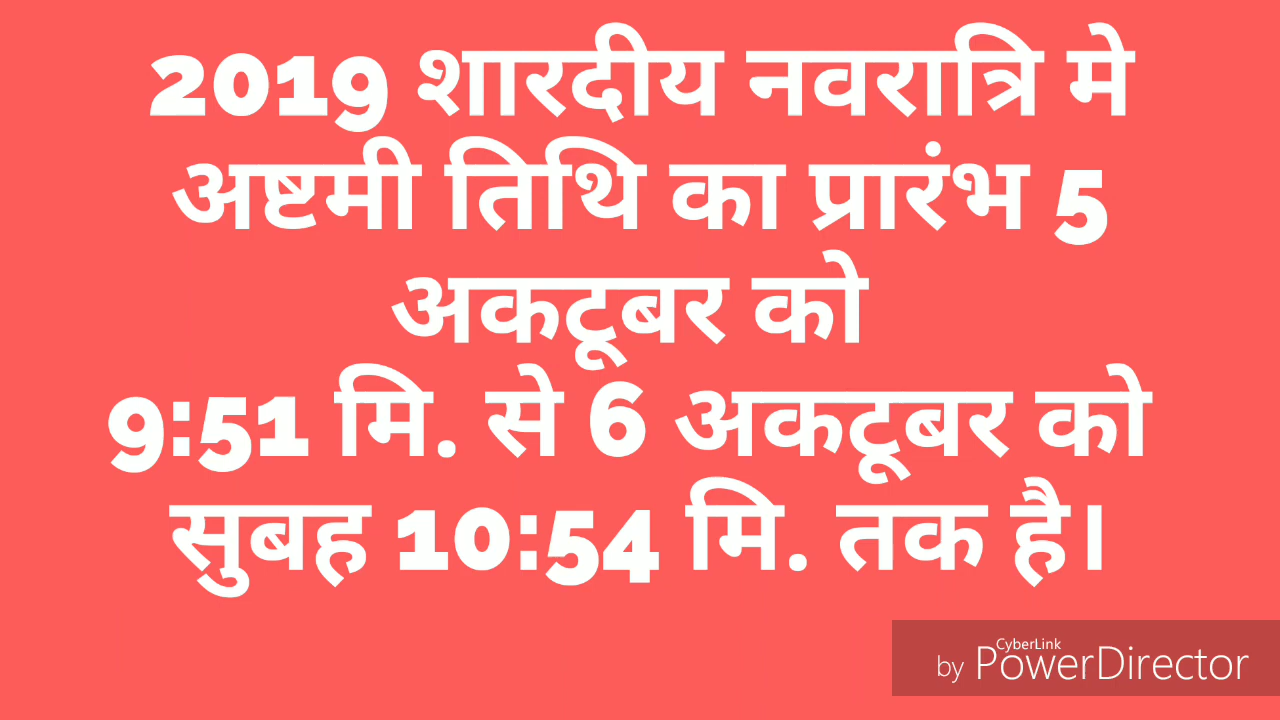 2019 शारदीय नवरात्रि मे
अष्टमी तिथि का प्रारंभ 5
अकटूबर को
9:51 मि. से 6 अकटूबर को
सुबह 10:54 मि. तक है।
CyberLink
by PowerDirector